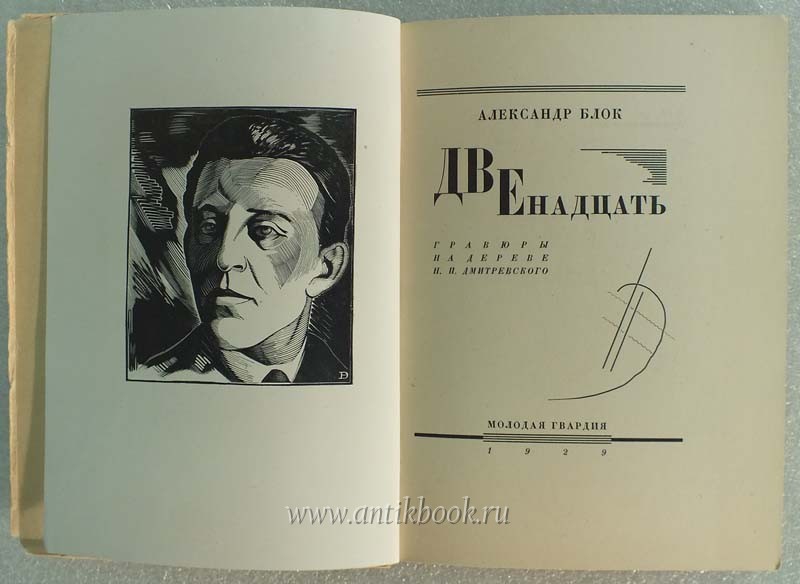 АЛЕКСАНДР БЛОК
ДВЕНАДЦАТЬ
ГРАВЮРЫ
НА ДЕРЕВЕ
Н. П. ДМИТРЕВСКОГО
D
МОЛОДАЯ ГВАРДИЯ
1929
www.antikbook.ru